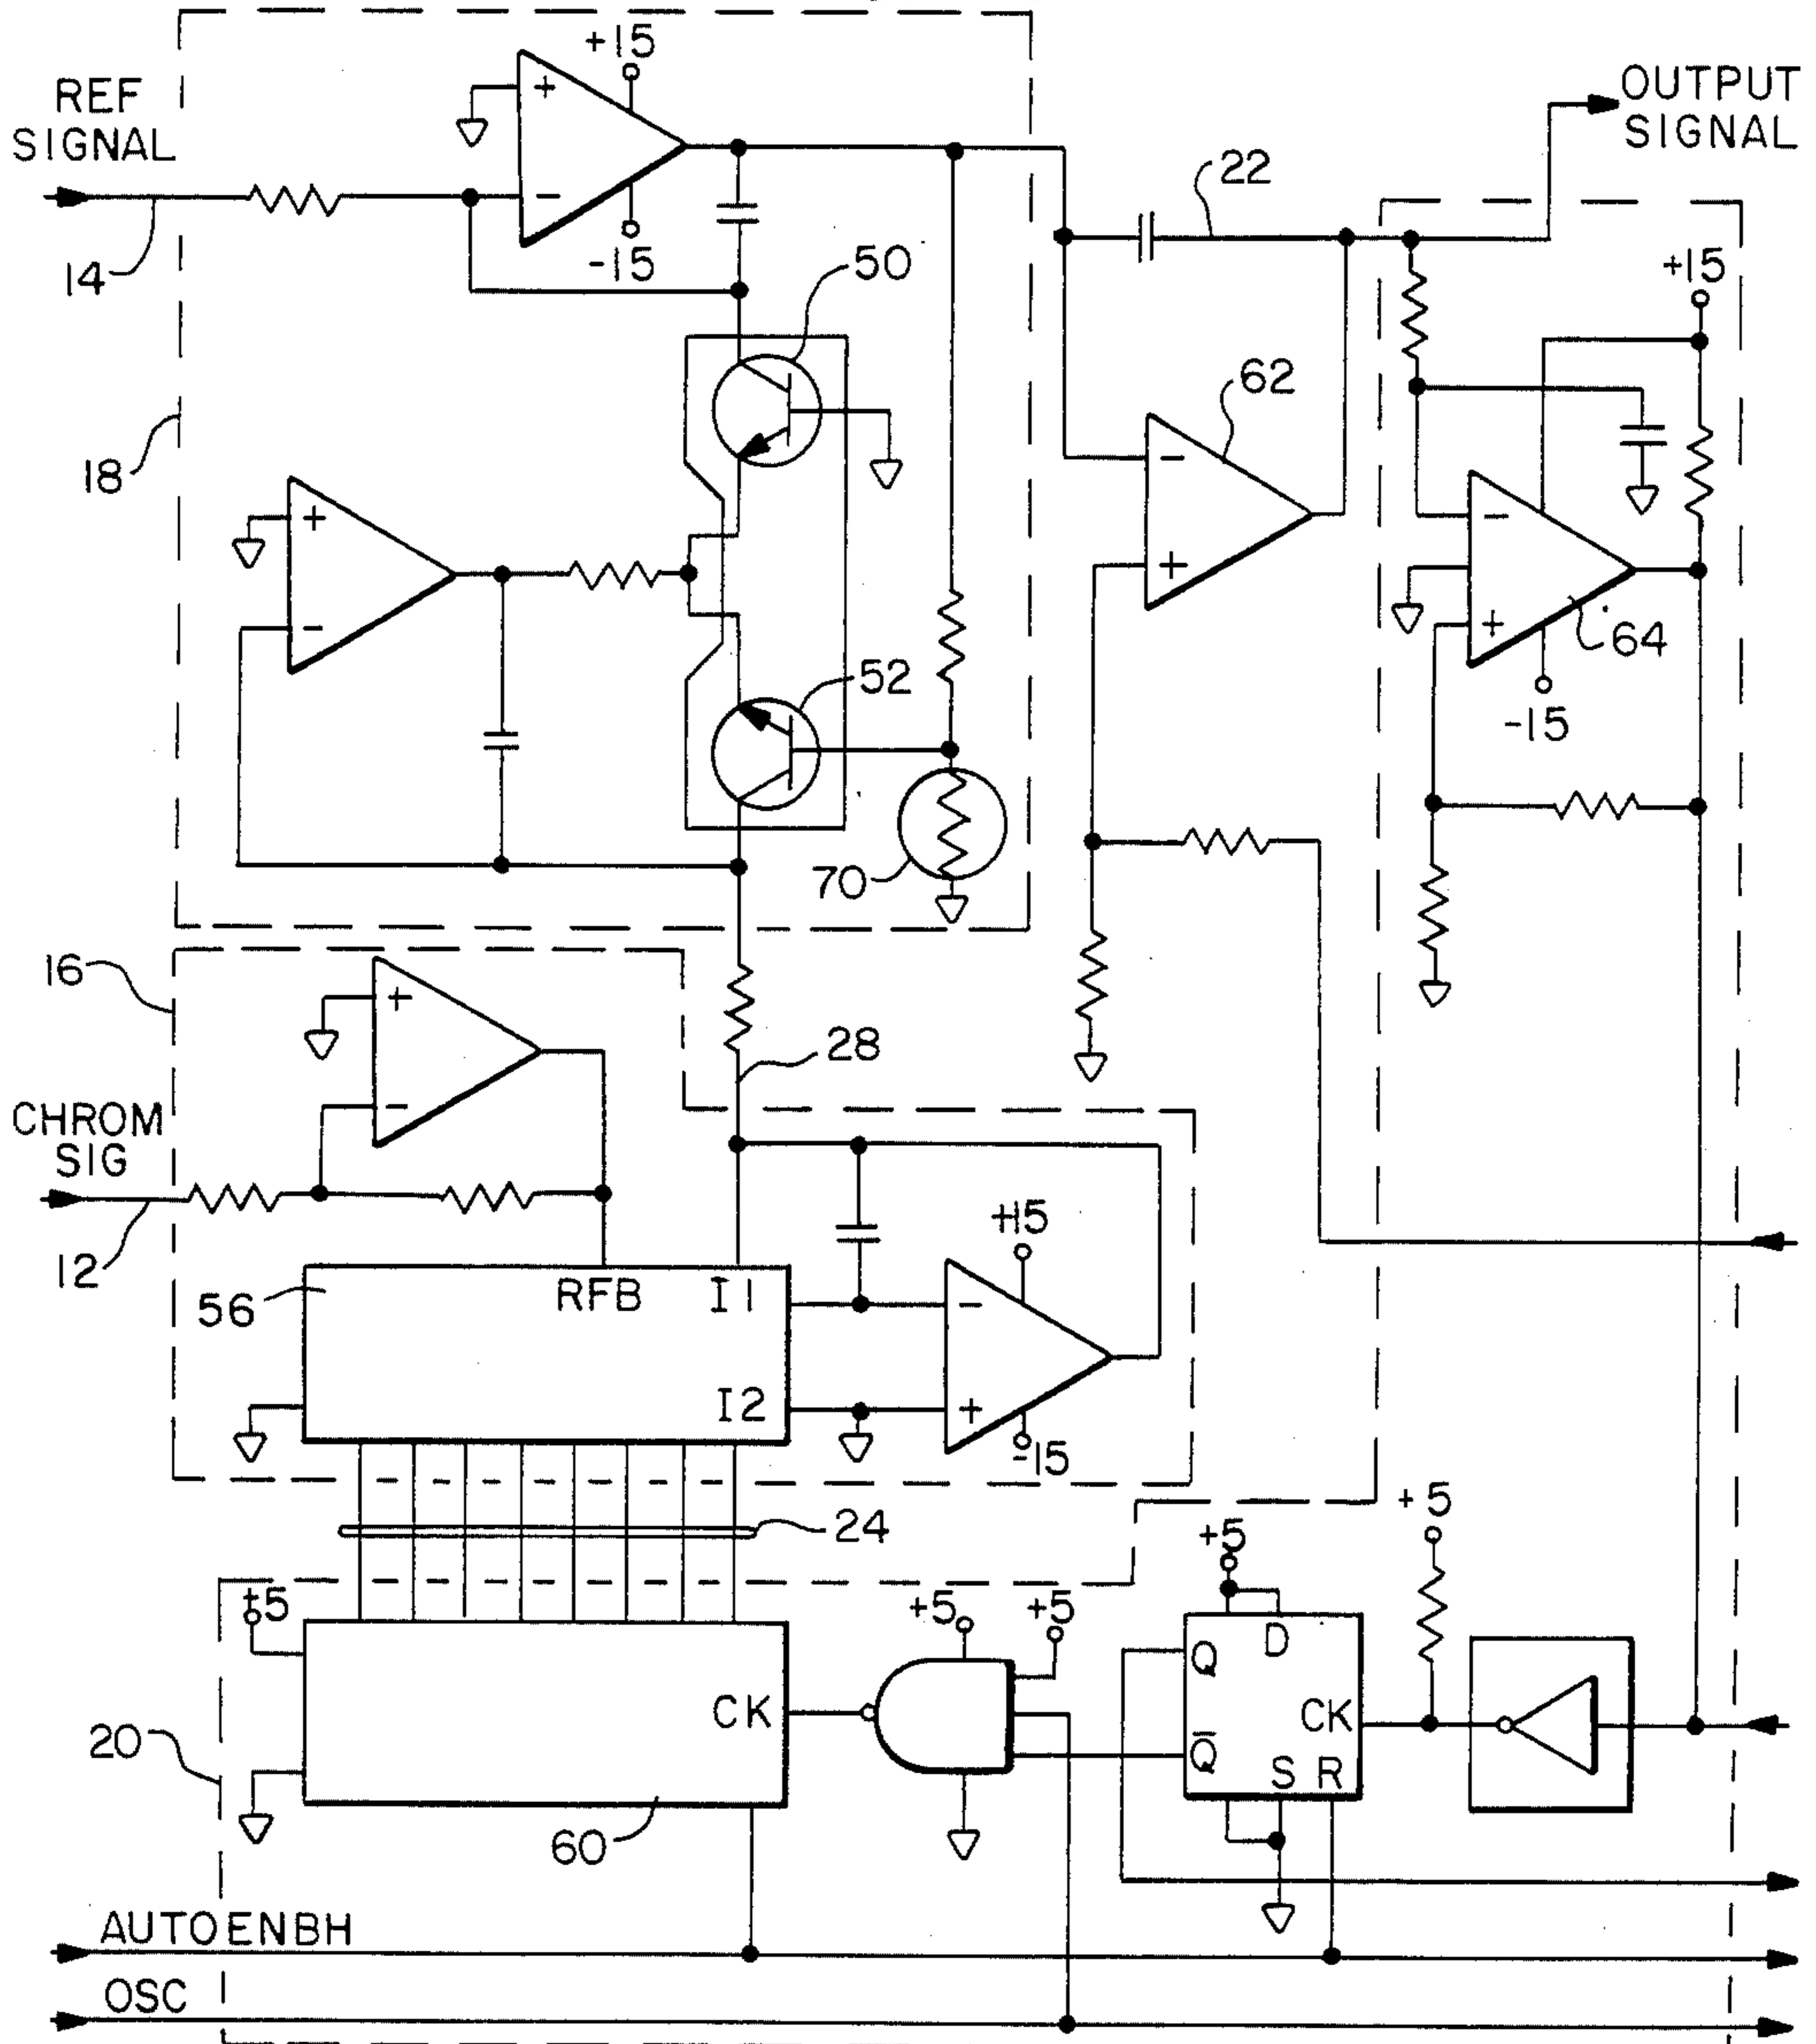 +15
REF
SIGNAL
+
-
-15
14
OUTPUT
SIGNAL
22
+15
50
62
18
-
+
-
+
64
-15
+
-
52
70
16
+
-
28
CHROM
SIG
12
+15
56
RFB
I1
-
I2
+
-15
24
+5
+5
+5
+5
+5
D
Q
CK
CK
Q̅
S
R
20
60
AUTOENBH
OSC